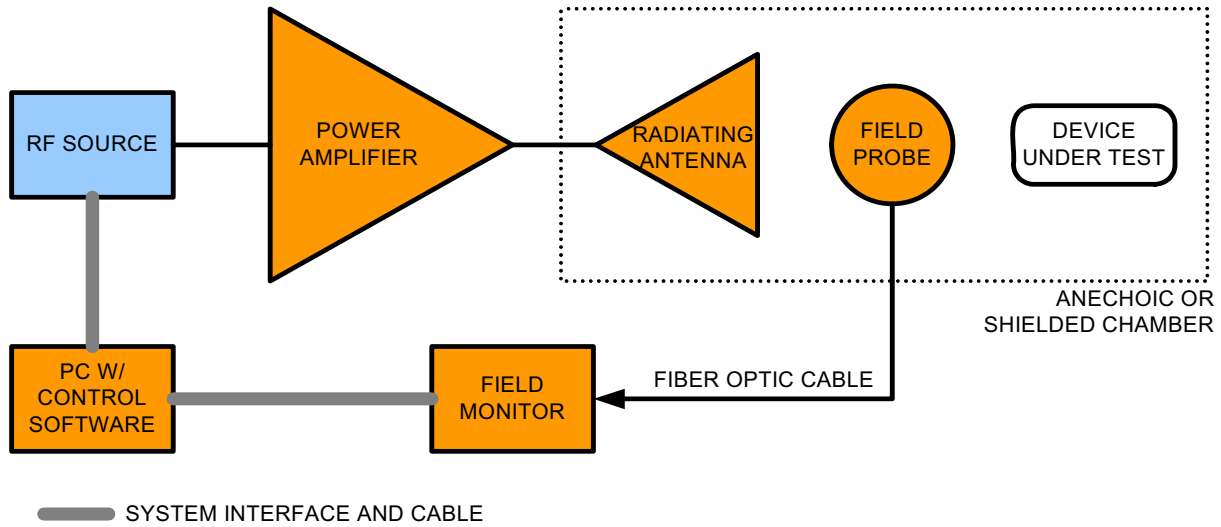 RF SOURCE
POWER
AMPLIFIER
RADIATING
ANTENNA
FIELD
PROBE
DEVICE
UNDER TEST
ANECHOIC OR
SHIELDED CHAMBER
PC W/
CONTROL
SOFTWARE
FIELD
MONITOR
FIBER OPTIC CABLE
SYSTEM INTERFACE AND CABLE